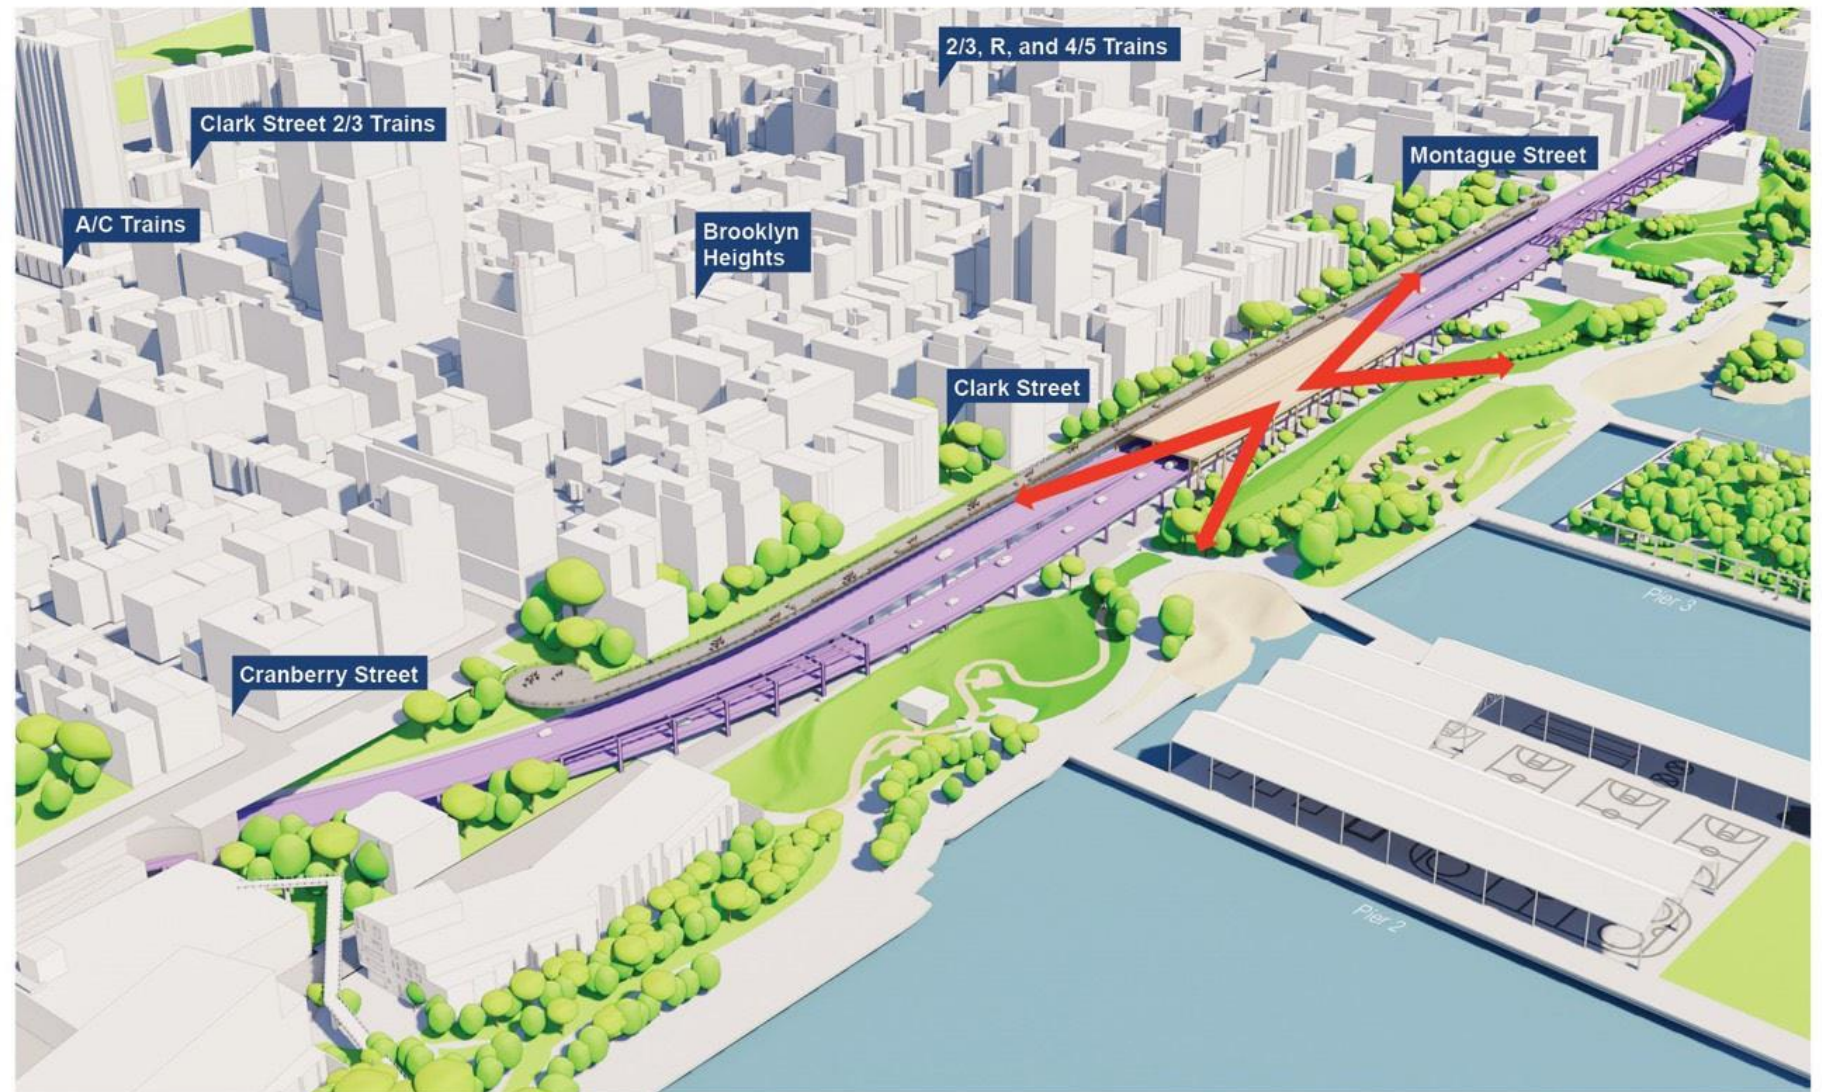 2/3, R, and 4/5 Trains
Clark Street 2/3 Trains
Montague Street
A/C Trains
Brooklyn
Heights
Clark Street
Pier 3
Cranberry Street
Pier 2